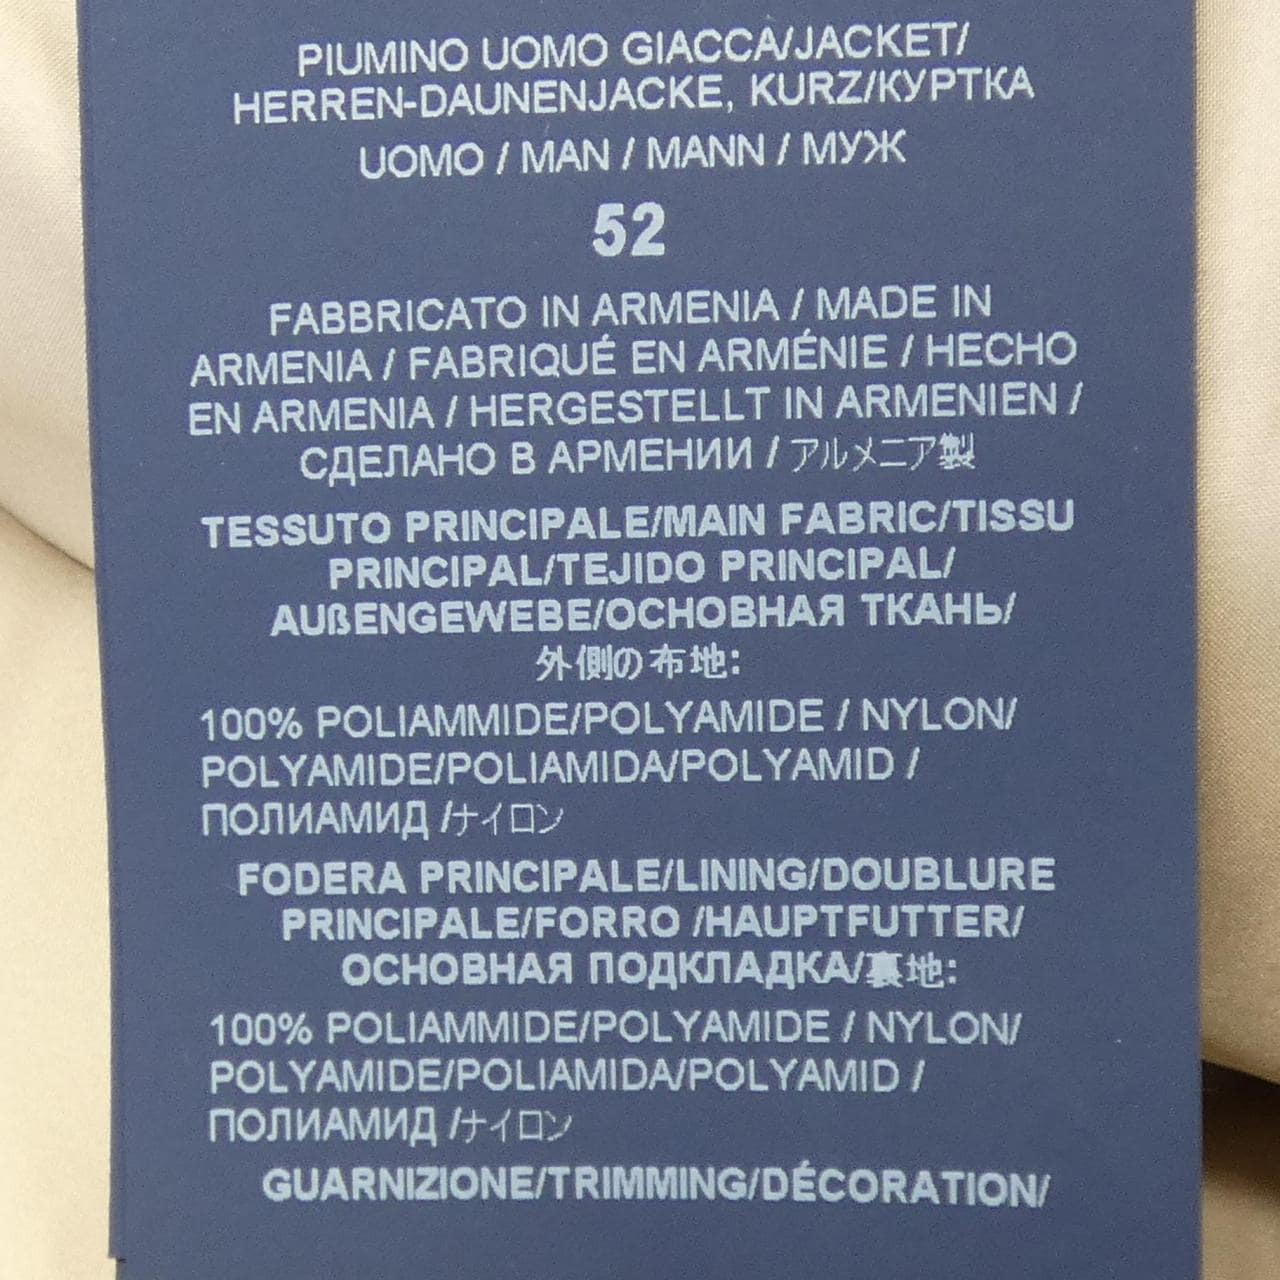 PIUMINO UOMO GIACCA/JACKET/
HERREN-DAUNENJACKE, KURZ/КУРТКА
UOMO / MAN / MANN / МУЖ
52
FABBRICATO IN ARMENIA / MADE IN
ARMENIA / FABRIQUÉ EN ARMÉNIE / HECHO
EN ARMENIA / HERGESTELLT IN ARMENIEN /
СДЕЛАНО В АРМЕНИИ / アルメニア製
TESSUTO PRINCIPALE/MAIN FABRIC/TISSU
PRINCIPAL/TEJIDO PRINCIPAL/
AUßENGEWEBE/ОСНОВНАЯ ТКАНЬ/
外側の布地:
100% POLIAMMIDE/POLYAMIDE / NYLON/
POLYAMIDE/POLIAMIDA/POLYAMID /
ПОЛИАМИД /ナイロン
FODERA PRINCIPALE/LINING/DOUBLURE
PRINCIPALE/FORRO /HAUPTFUTTER/
ОСНОВНАЯ ПОДКЛАДКА/裏地:
100% POLIAMMIDE/POLYAMIDE / NYLON/
POLYAMIDE/POLIAMIDA/POLYAMID /
ПОЛИАМИД /ナイロン
GUARNIZIONE/TRIMMING/DÉCORATION/